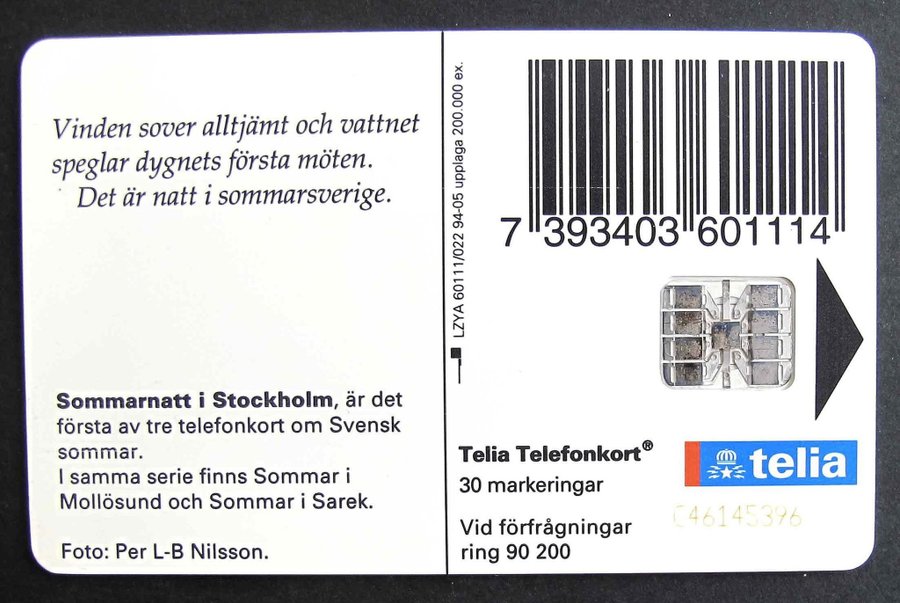 Vinden sover alltjämt och vattnet
speglar dygnets första möten.
Det är natt i sommarsverige.
Sommarnatt i Stockholm, är det
första av tre telefonkort om Svensk
sommar.
I samma serie finns Sommar i
Mollösund och Sommar i Sarek.
Foto: Per L-B Nilsson.
LZYA 60111/022 94-05 upplaga 200.000 ex.
7 393403 601114
Telia Telefonkort®
30 markeringar
Vid förfrågningar
ring 90 200
telia
C46145396